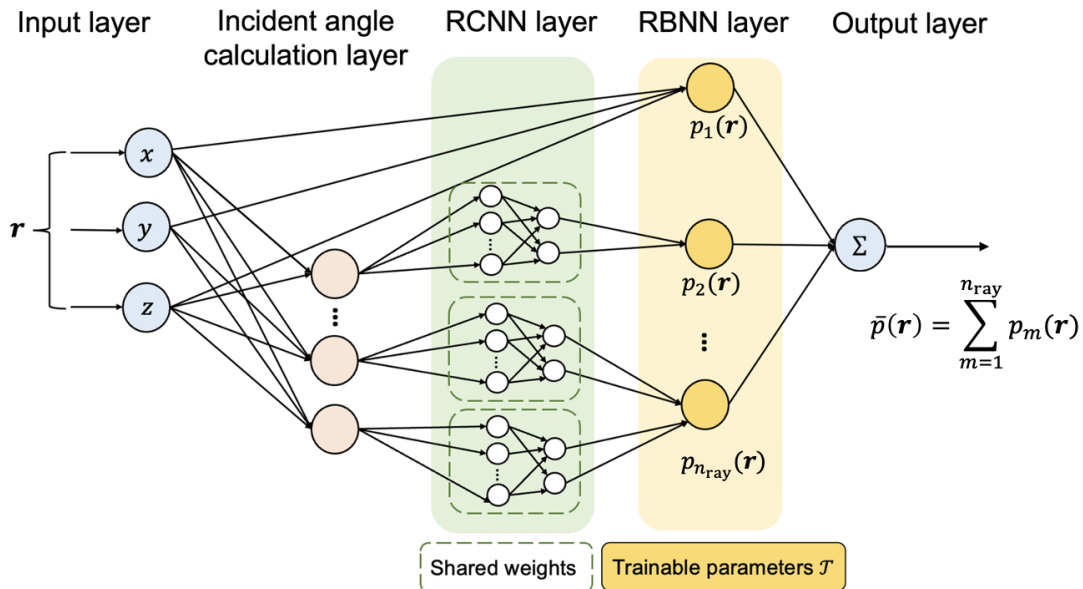 Input layer
Incident angle
calculation layer
RCNN layer
RBNN layer
Output layer
r
x
y
z
⋮
⋮
⋮
⋮
p₁(r)
p₂(r)
⋮
pₙ_ray(r)
Σ
p̄(r) = ∑_{m=1}^{n_ray} pₘ(r)
Shared weights
Trainable parameters 𝒯